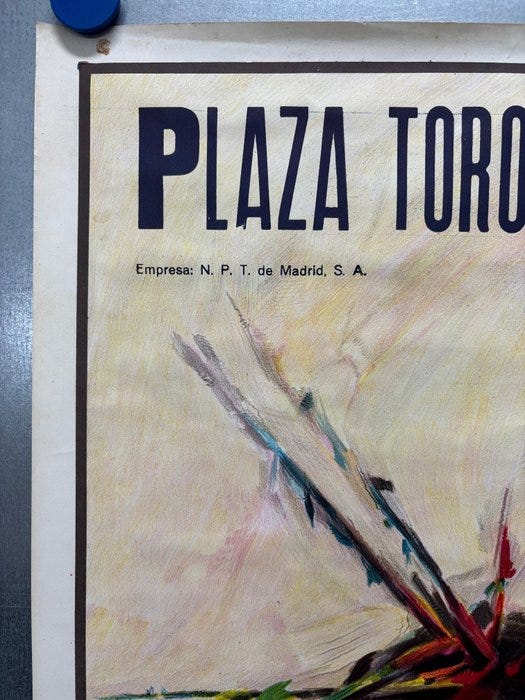 PLAZA TORO
Empresa: N. P. T. de Madrid, S. A.